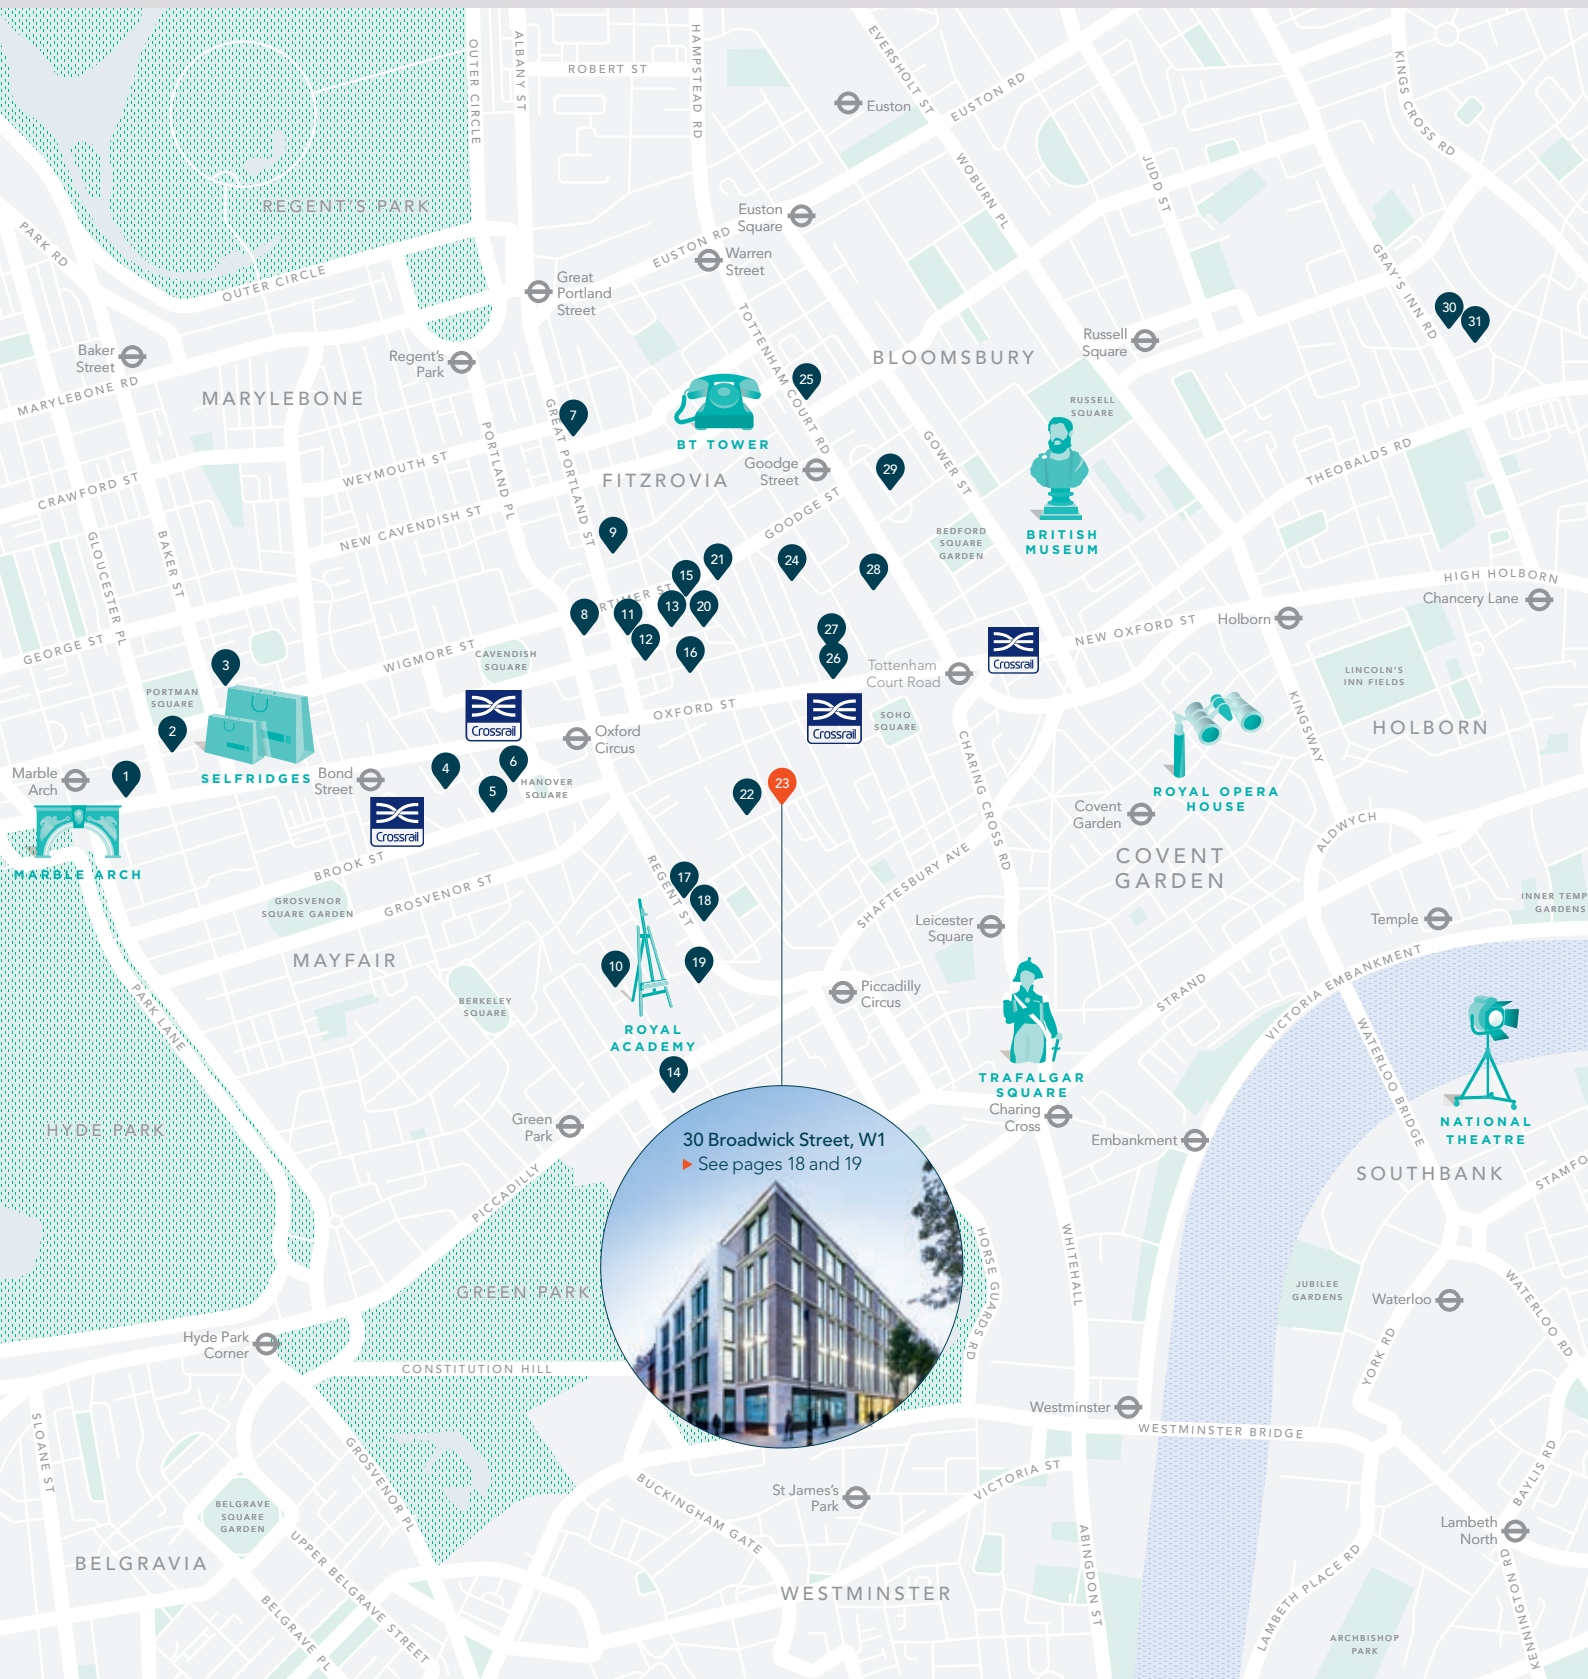 OUTER CIRCLE
ALBANY ST
ROBERT ST
HAMPSTEAD RD
EVERSHOLT ST
EUSTON RD
KINGS CROSS RD
Euston
WOBURN PL
JUDD ST
REGENT'S PARK
PARK RD
OUTER CIRCLE
Euston
Square
EUSTON RD
Warren
Street
Great
Portland
Street
GRAY'S INN RD
30
31
Baker
Street
MARYLEBONE RD
Regent's
Park
TOTTENHAM COURT RD
Russell
Square
BLOOMSBURY
MARYLEBONE
25
RUSSELL
SQUARE
7
GREAT PORTLAND ST
PORTLAND PL
BT TOWER
GOWER ST
THEOBALDS RD
WEYMOUTH ST
CRAWFORD ST
FITZROVIA
Goodge
Street
29
NEW CAVENDISH ST
GOODGE ST
9
BEDFORD
SQUARE
GARDEN
BRITISH
MUSEUM
GLOUCESTER PL
BAKER ST
21
24
28
15
HIGH HOLBORN
Chancery Lane
8
11
13
20
12
16
27
26
NEW OXFORD ST
Holborn
Crossrail
GEORGE ST
WIGMORE ST
CAVENDISH
SQUARE
Tottenham
Court Road
LINCOLN'S
INN FIELDS
3
PORTMAN
SQUARE
2
Crossrail
OXFORD ST
Crossrail
SOHO
SQUARE
KINGSWAY
HOLBORN
Oxford
Circus
CHARING CROSS RD
Marble
Arch
1
SELFRIDGES
Bond
Street
4
6
5
HANOVER
SQUARE
22
23
ROYAL OPERA
HOUSE
Covent
Garden
Crossrail
ALDWYCH
MARBLE ARCH
BROOK ST
GROSVENOR ST
REGENT ST
SHAFTESBURY AVE
COVENT
GARDEN
17
18
GROSVENOR
SQUARE GARDEN
INNER TEMP
GARDENS
Temple
Leicester
Square
MAYFAIR
10
19
VICTORIA EMBANKMENT
PARK LANE
BERKELEY
SQUARE
Piccadilly
Circus
STRAND
ROYAL
ACADEMY
WATERLOO BRIDGE
14
TRAFALGAR
SQUARE
Charing
Cross
Green
Park
HYDE PARK
NATIONAL
THEATRE
30 Broadwick Street, W1
See pages 18 and 19
Embankment
SOUTHBANK
STAMFO
PICCADILLY
HORSE GUARDS RD
WHITEHALL
GREEN PARK
JUBILEE
GARDENS
Waterloo
WATERLOO RD
Hyde Park
Corner
CONSTITUTION HILL
YORK RD
Westminster
WESTMINSTER BRIDGE
SLOANE ST
GROSVENOR PL
BUCKINGHAM GATE
St James's
Park
VICTORIA ST
BAYLIS RD
BELGRAVE
SQUARE
GARDEN
Lambeth
North
BELGRAVIA
UPPER BELGRAVE STREET
ABINGDON ST
LAMBETH PLACE RD
KENNINGTON RD
BELGRAVE PL
WESTMINSTER
ARCHBISHOP
PARK